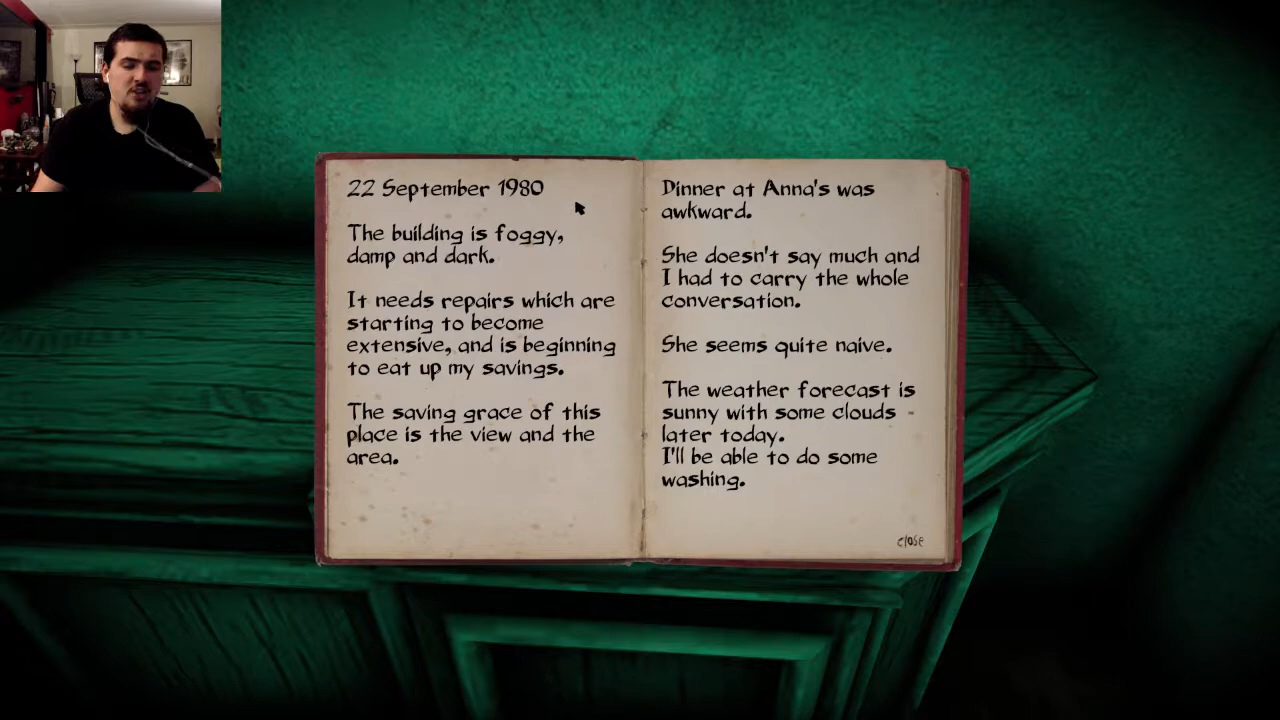 22 September 1980
The building is foggy,
damp and dark.
It needs repairs which are
starting to become
extensive, and is beginning
to eat up my savings.
The saving grace of this
place is the view and the
area.
Dinner at Anna's was
awkward.
She doesn't say much and
I had to carry the whole
conversation.
She seems quite naive.
The weather forecast is
sunny with some clouds
later today.
I'll be able to do some
washing.
close